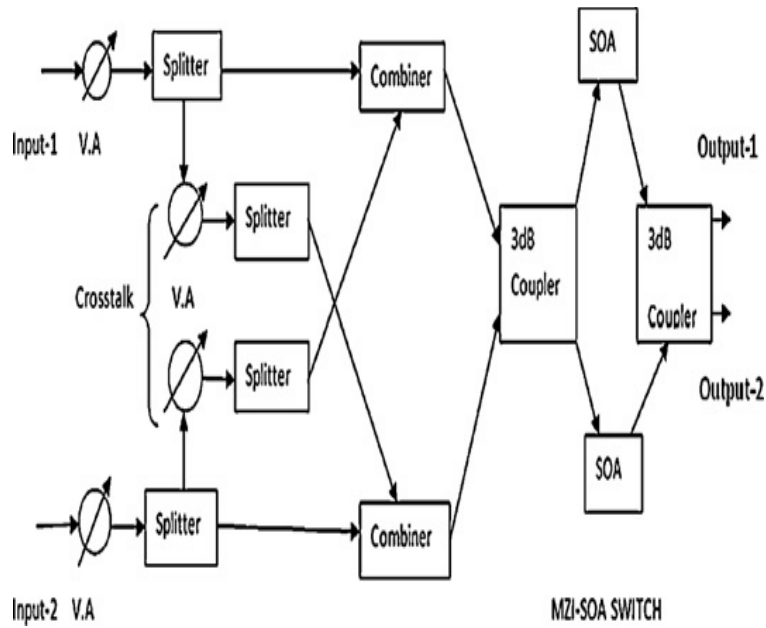 SOA
Splitter
Combiner
Input-1 V.A
Output-1
Splitter
3dB
Coupler
3dB
Coupler
Crosstalk
V.A
Splitter
Output-2
SOA
Splitter
Combiner
Input-2 V.A
MZI-SOA SWITCH